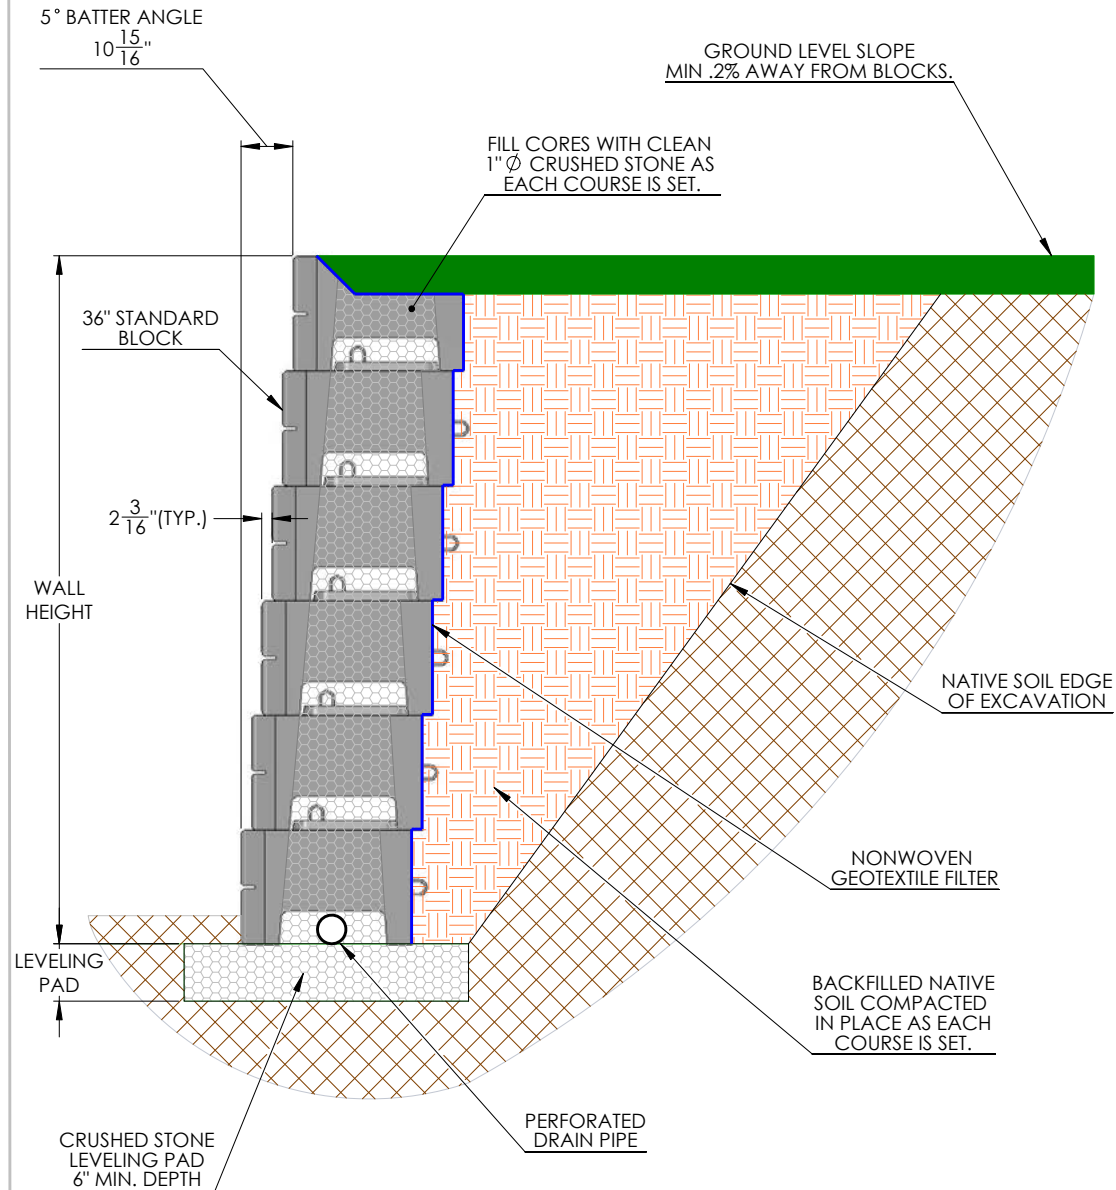 5° BATTER ANGLE
10 15/16"
GROUND LEVEL SLOPE
MIN .2% AWAY FROM BLOCKS.
FILL CORES WITH CLEAN
1"Ø CRUSHED STONE AS
EACH COURSE IS SET.
36" STANDARD
BLOCK
2 3/16"(TYP.)
WALL
HEIGHT
NATIVE SOIL EDGE
OF EXCAVATION
NONWOVEN
GEOTEXTILE FILTER
LEVELING
PAD
BACKFILLED NATIVE
SOIL COMPACTED
IN PLACE AS EACH
COURSE IS SET.
PERFORATED
DRAIN PIPE
CRUSHED STONE
LEVELING PAD
6" MIN. DEPTH